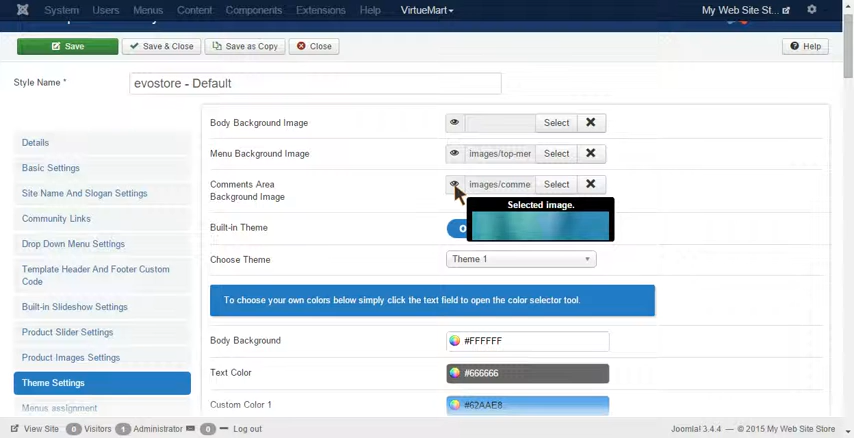 System Users Menus Content Components Extensions Help VirtueMart My Web Site St...
Save Save & Close Save as Copy Close Help
Style Name * evostore - Default
Details
Basic Settings
Site Name And Slogan Settings
Community Links
Drop Down Menu Settings
Template Header And Footer Custom
Code
Built-in Slideshow Settings
Product Slider Settings
Product Images Settings
Theme Settings
Menus assignment
Body Background Image Select
Menu Background Image images/top-mer Select
Comments Area
Background Image images/comme Select
Selected image.
Built-in Theme
Choose Theme Theme 1
To choose your own colors below simply click the text field to open the color selector tool.
Body Background #FFFFFF
Text Color #666666
Custom Color 1 #62AAE8
View Site 0 Visitors 1 Administrator 0 Log out Joomla! 3.4.4 — © 2015 My Web Site Store